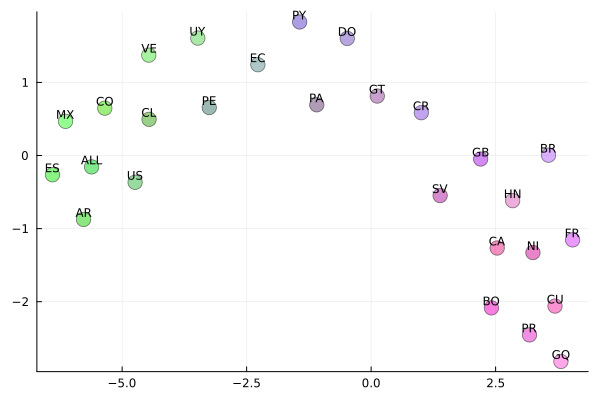 PY
DO
UY
VE
EC
1
GT
CO
PE
PA
CR
MX
CL
0
GB
BR
ALL
ES
US
SV
HN
AR
−1
FR
CA
NI
−2
BO
CU
PR
GQ
−5.0 −2.5 0.0 2.5